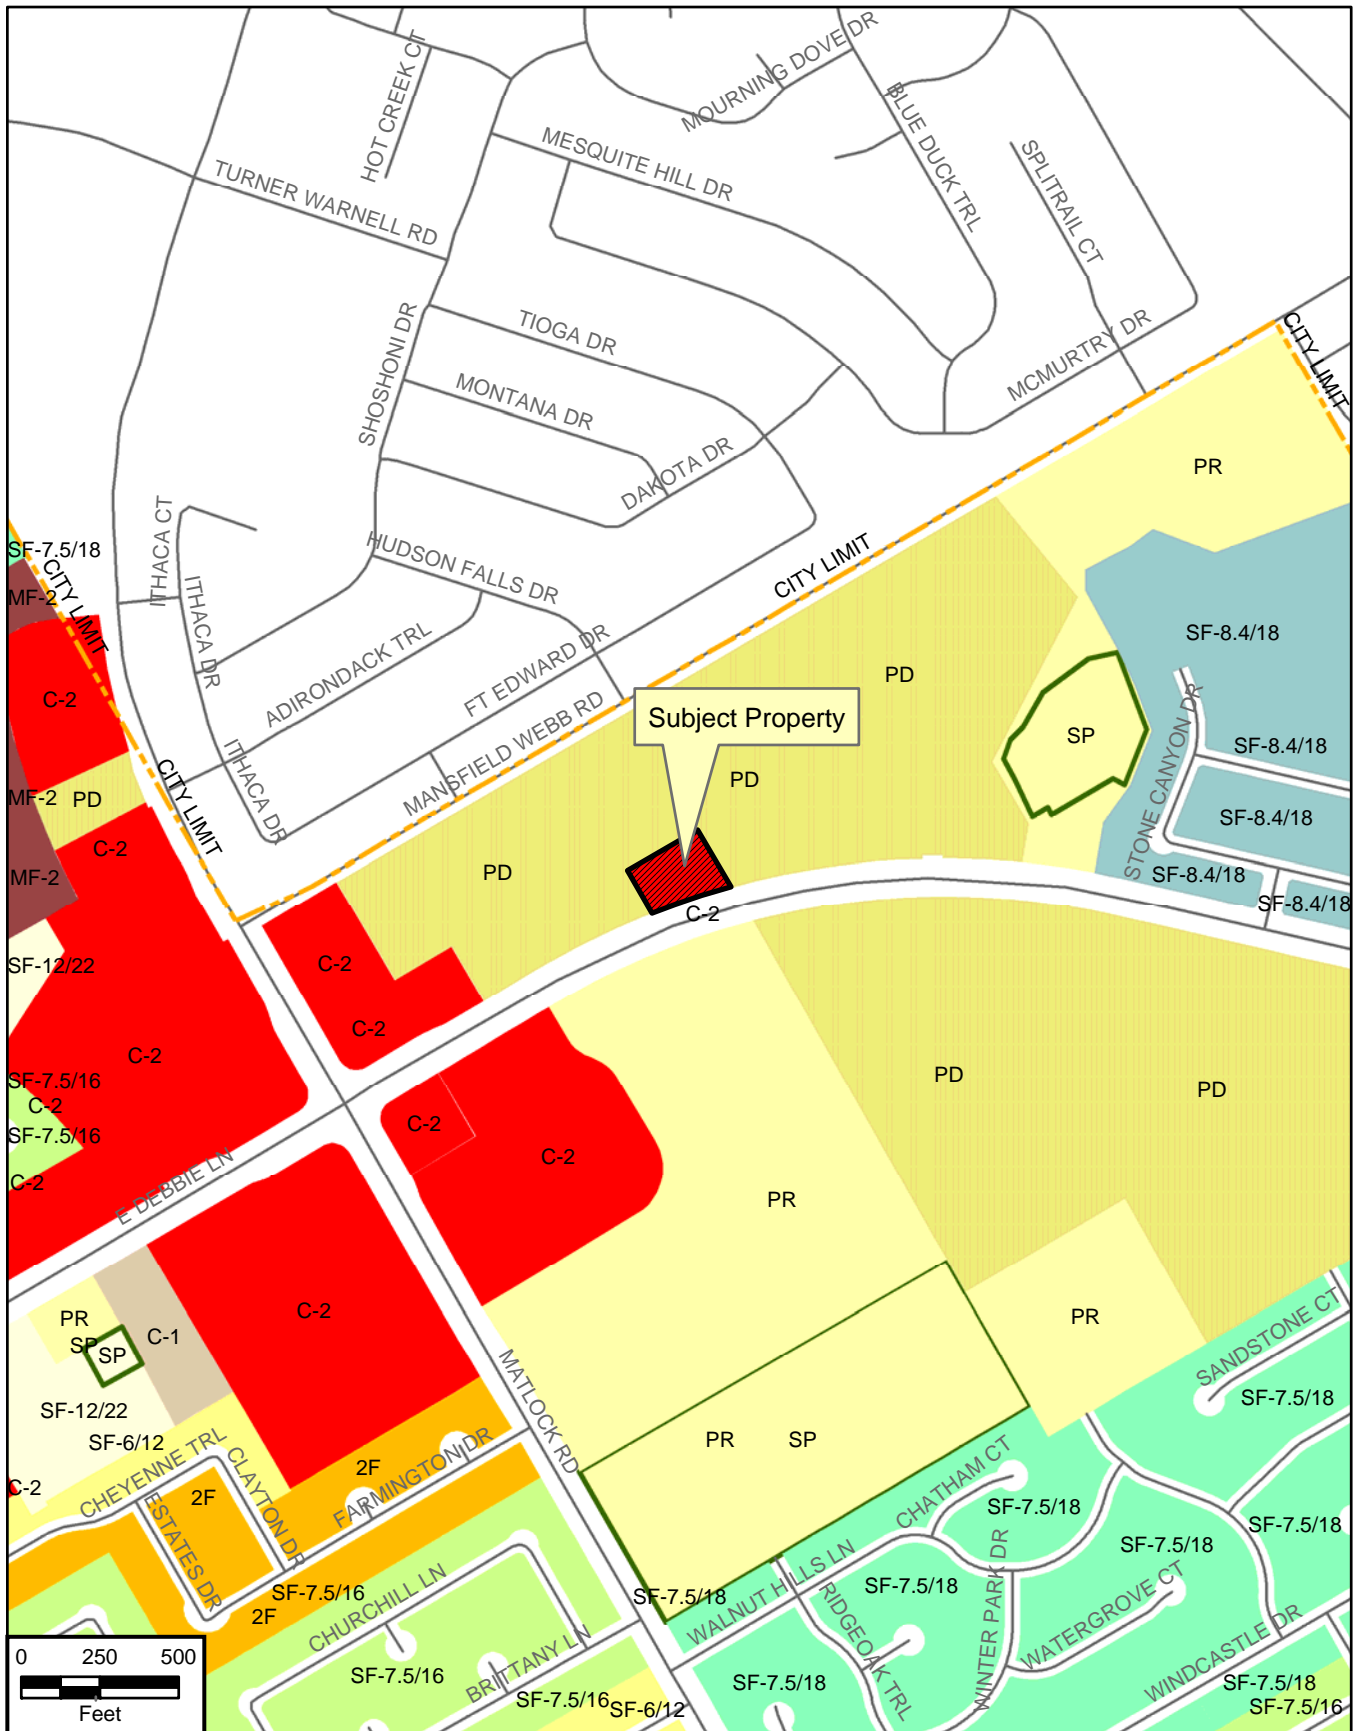 HOT CREEK CT
MOURNING DOVE DR
BLUE DUCK TRL
MESQUITE HILL DR
SPLITRAIL CT
TURNER WARNELL RD
TIOGA DR
SHOSHONI DR
MONTANA DR
MCMURTRY DR
CITY LIMIT
DAKOTA DR
PR
ITHACA CT
HUDSON FALLS DR
CITY LIMIT
SF-7.5/18
MF-2
CITY LIMIT
ITHACA DR
ADIRONDACK TRL
FT EDWARD DR
SF-8.4/18
PD
C-2
MANSFIELD WEBB RD
Subject Property
SP
STONE CANYON DR
SF-8.4/18
ITHACA DR
CITY LIMIT
PD
MF-2
PD
SF-8.4/18
C-2
MF-2
PD
SF-8.4/18
C-2
SF-8.4/18
SF-12/22
C-2
C-2
C-2
SF-7.5/16
PD
PD
C-2
C-2
SF-7.5/16
C-2
C-2
E DEBBIE LN
PR
PR
SP
SP
C-1
C-2
PR
SANDSTONE CT
MATLOCK RD
SF-12/22
SF-6/12
SF-7.5/18
CHEYENNE TRL
CLAYTON DR
FARMINGTON DR
PR
SP
2F
C-2
2F
ESTATES DR
CHATHAM CT
SF-7.5/18
SF-7.5/18
SF-7.5/18
SF-7.5/16
CHURCHILL LN
2F
SF-7.5/18
WALNUT HILLS LN
SF-7.5/18
RIDGEOAK TRL
WINTER PARK DR
WATERGROVE CT
WINDCASTLE DR
BRITTANY LN
SF-7.5/16
SF-7.5/16
SF-6/12
SF-7.5/18
SF-7.5/18
SF-7.5/16
0 250 500
Feet